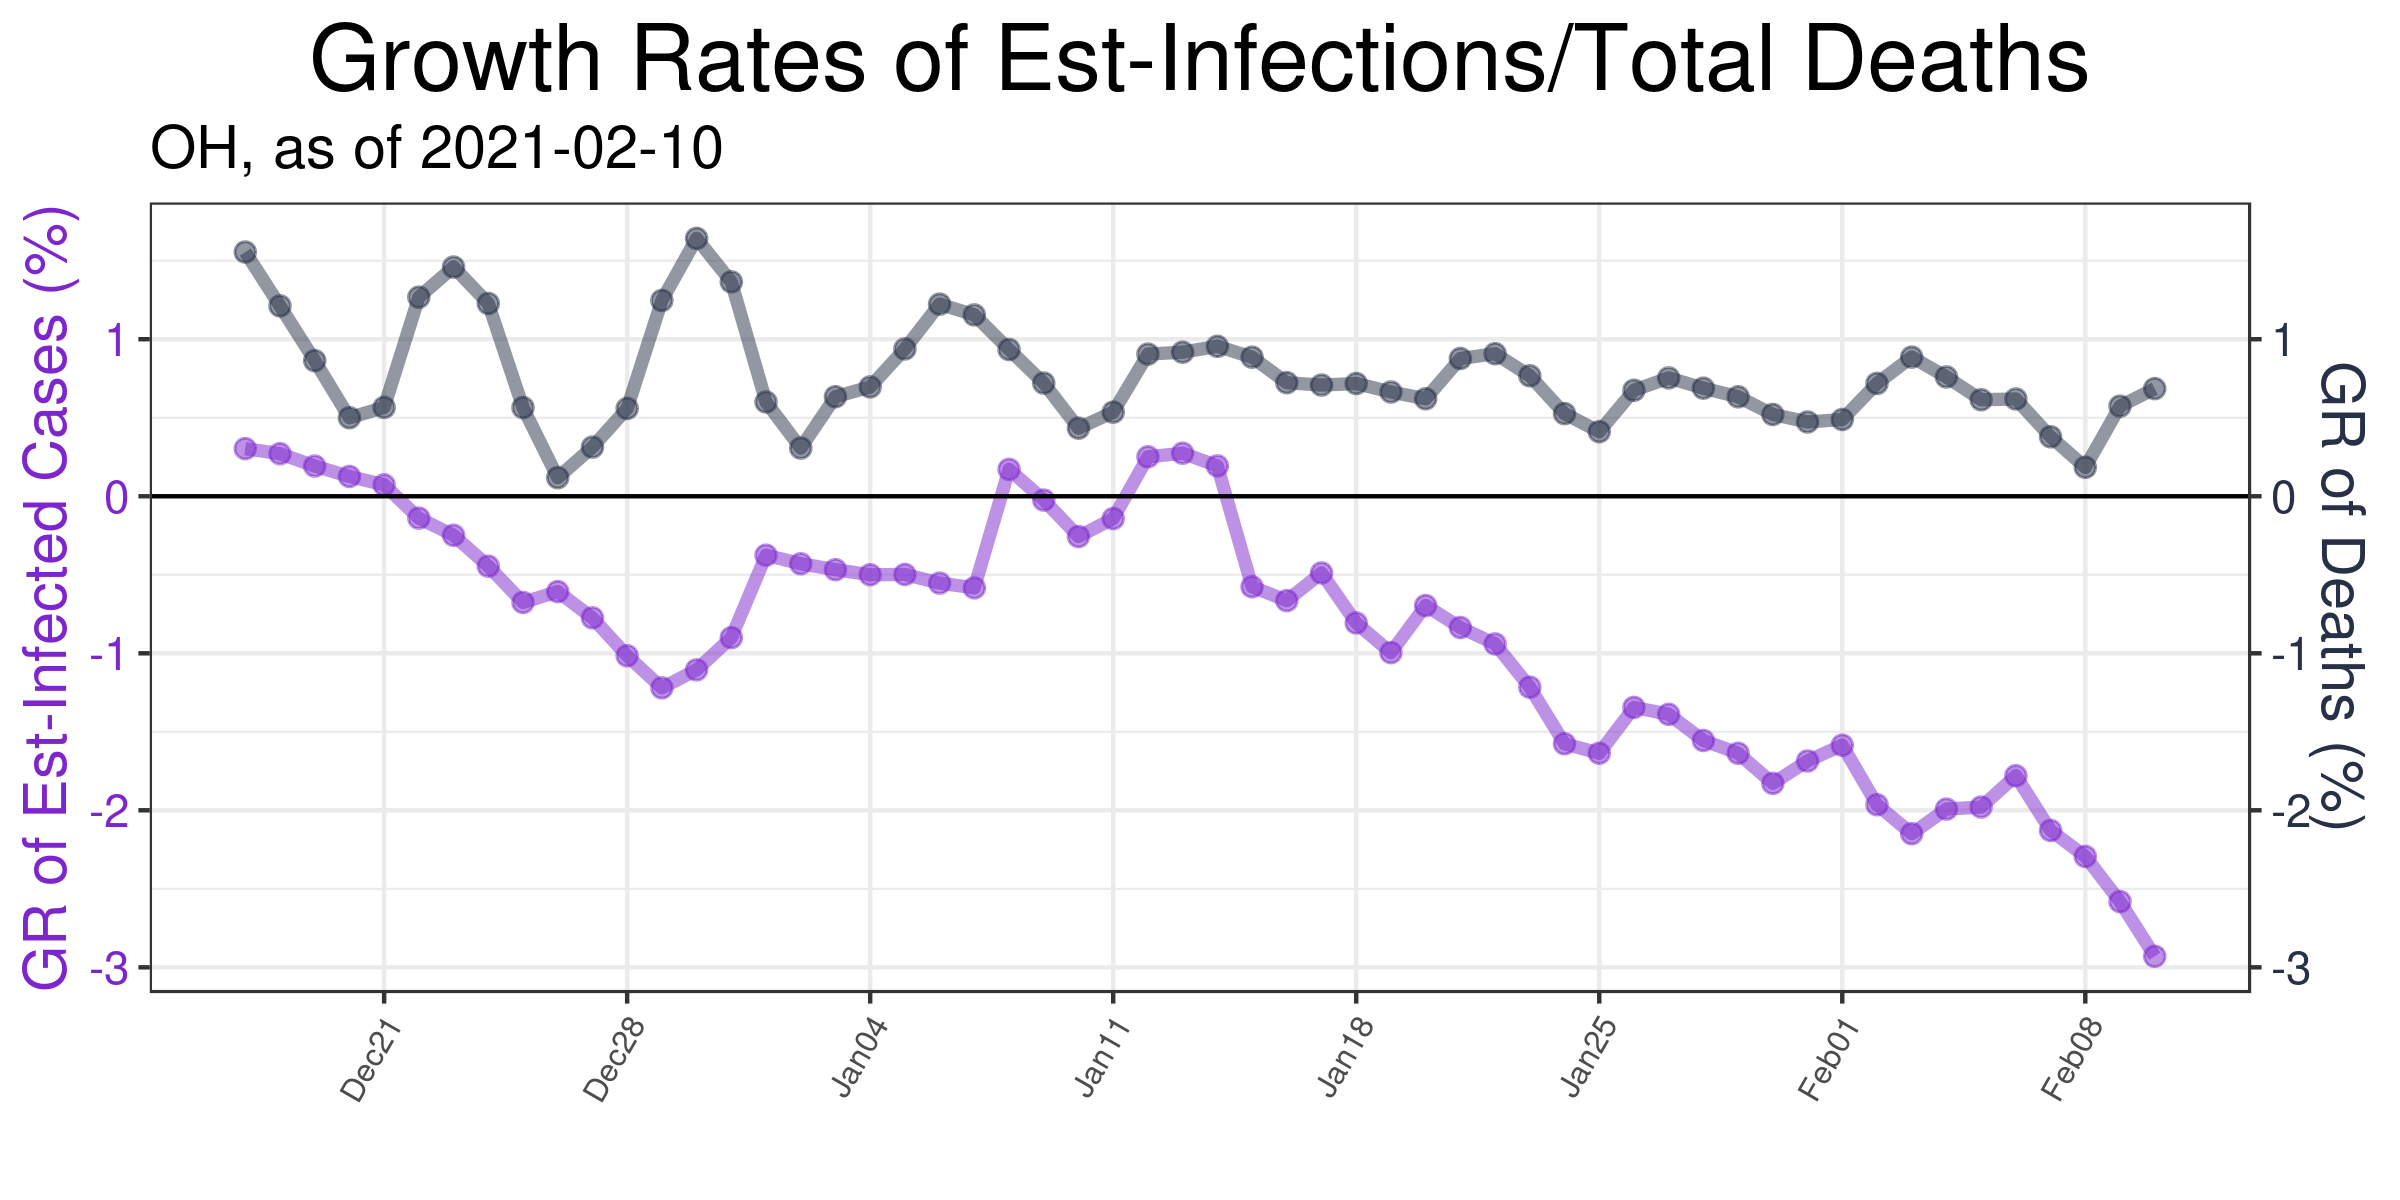 Growth Rates of Est-Infections/Total Deaths
OH, as of 2021-02-10
GR of Est-Infected Cases (%)
1
0
-1
-2
-3
1
0
-1
-2
-3
GR of Deaths (%)
Dec21
Dec28
Jan04
Jan11
Jan18
Jan25
Feb01
Feb08